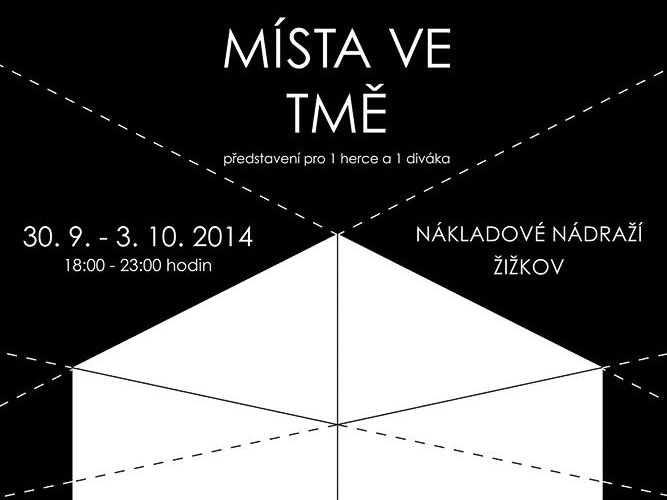 MÍSTA VE
TMĚ
představení pro 1 herce a 1 diváka
30. 9. - 3. 10. 2014
18:00 - 23:00 hodin
NÁKLADOVÉ NÁDRAŽÍ
ŽIŽKOV